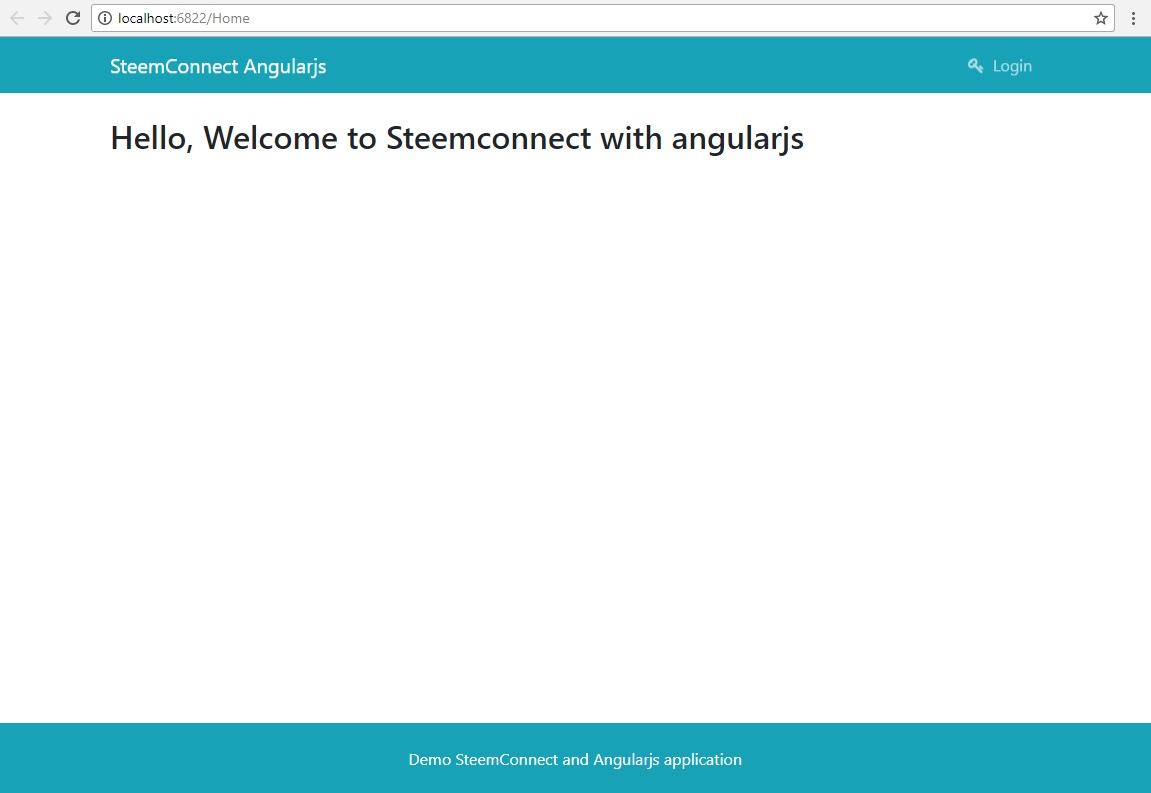 localhost:6822/Home
SteemConnect Angularjs
Login
Hello, Welcome to Steemconnect with angularjs
Demo SteemConnect and Angularjs application